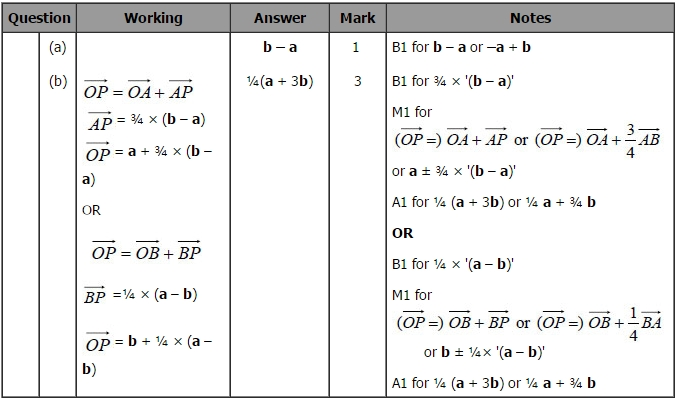 Question Working Answer Mark Notes
(a) b – a 1 B1 for b – a or –a + b
(b) OP = OA + AP ¼(a + 3b) 3 B1 for ¾ × '(b – a)'
AP = ¾ × (b – a)
OP = a + ¾ × (b –
a)
OR
OP = OB + BP
BP =¼ × (a – b)
OP = b + ¼ × (a –
b)
M1 for
(OP =) OA + AP or (OP =) OA + 3/4 AB
or a ± ¾ × '(b – a)'
A1 for ¼ (a + 3b) or ¼ a + ¾ b
OR
B1 for ¼ × '(a – b)'
M1 for
(OP =) OB + BP or (OP =) OB + 1/4 BA
or b ± ¼× '(a – b)'
A1 for ¼ (a + 3b) or ¼ a + ¾ b